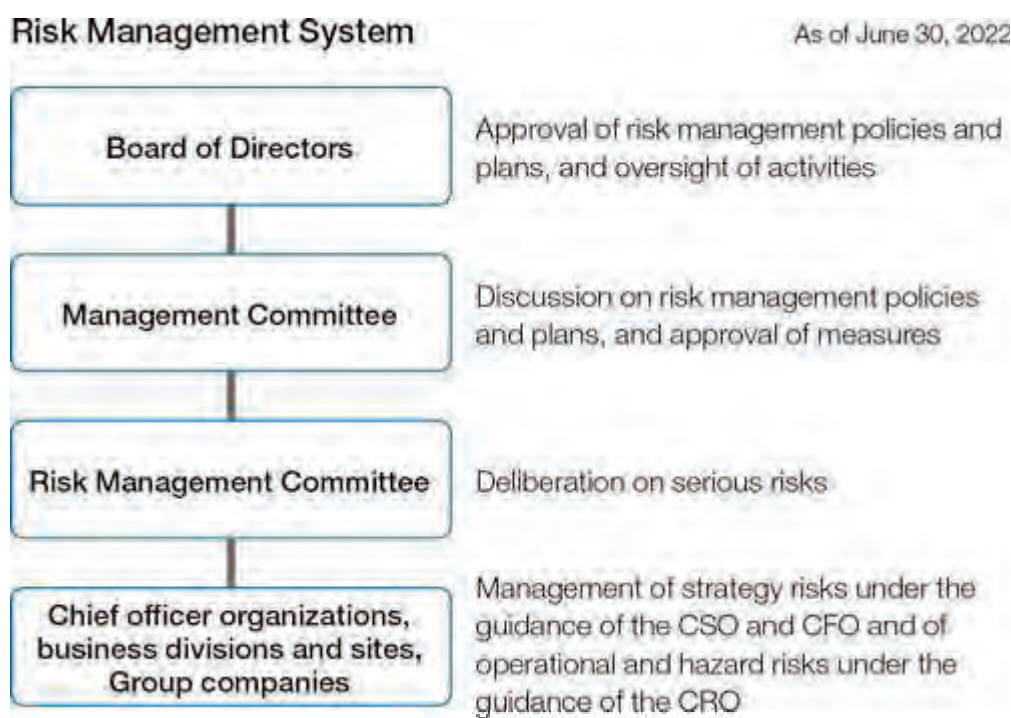 Risk Management System
As of June 30, 2022
Board of Directors
Approval of risk management policies and
plans, and oversight of activities
Management Committee
Discussion on risk management policies
and plans, and approval of measures
Risk Management Committee
Deliberation on serious risks
Chief officer organizations,
business divisions and sites,
Group companies
Management of strategy risks under the
guidance of the CSO and CFO and of
operational and hazard risks under the
guidance of the CRO